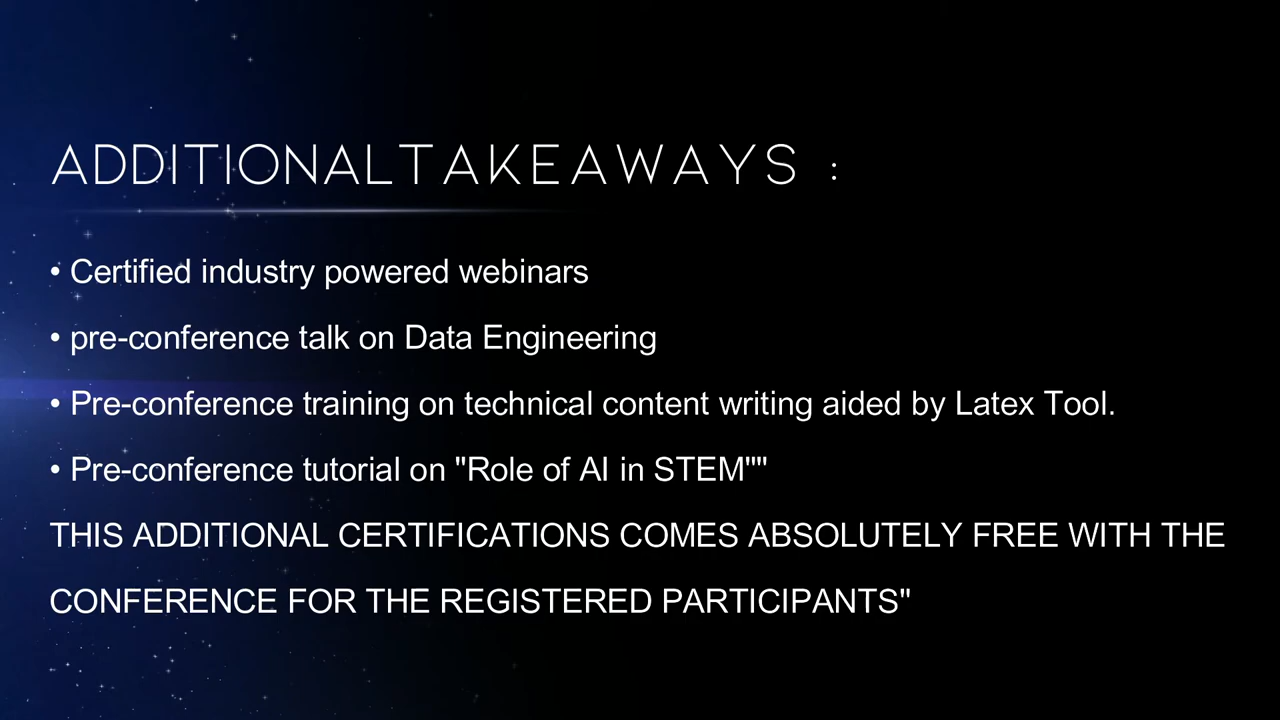 ADDITIONALTAKEAWAYS :
• Certified industry powered webinars
• pre-conference talk on Data Engineering
• Pre-conference training on technical content writing aided by Latex Tool.
• Pre-conference tutorial on "Role of AI in STEM""
THIS ADDITIONAL CERTIFICATIONS COMES ABSOLUTELY FREE WITH THE
CONFERENCE FOR THE REGISTERED PARTICIPANTS"